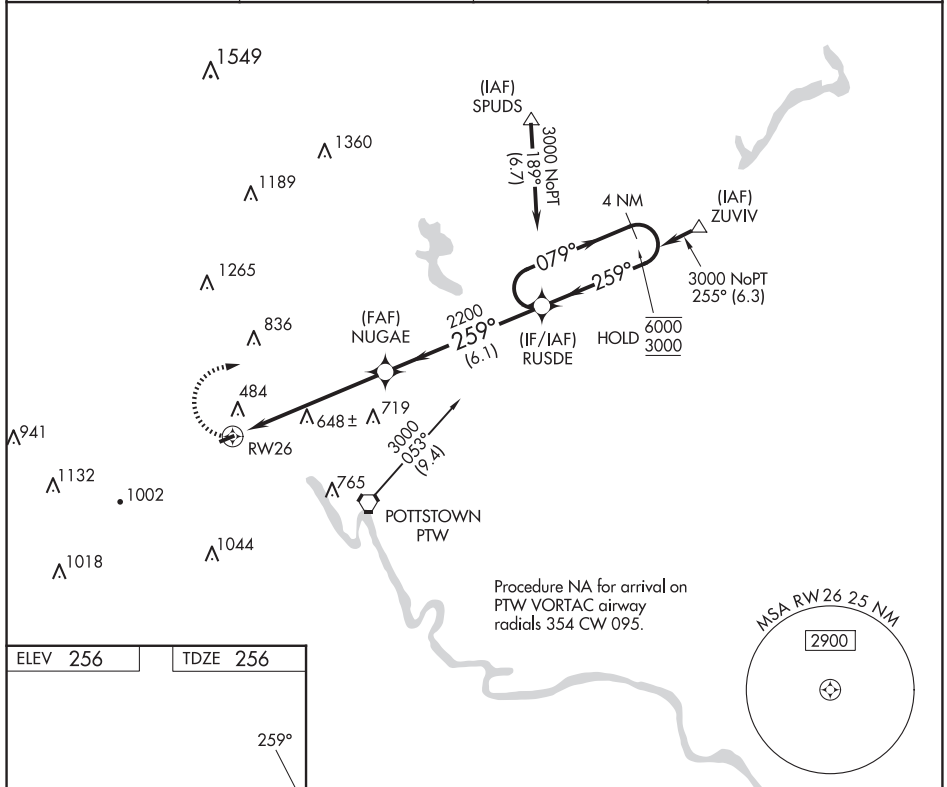 1549
(IAF)
SPUDS
3000 NoPT
189°
(6.7)
1360
1189
4 NM
(IAF)
ZUVIV
079°
259°
3000 NoPT
255° (6.3)
1265
(FAF)
NUGAE
2200
259°
(6.1)
(IF/IAF)
RUSDE
HOLD
6000
3000
836
484
648 ±
719
RW26
941
3000
053°
(9.4)
1132
1002
765
POTTSTOWN
PTW
1044
1018
Procedure NA for arrival on
PTW VORTAC airway
radials 354 CW 095.
MSA RW 26 25 NM
2900
ELEV 256
TDZE 256
259°